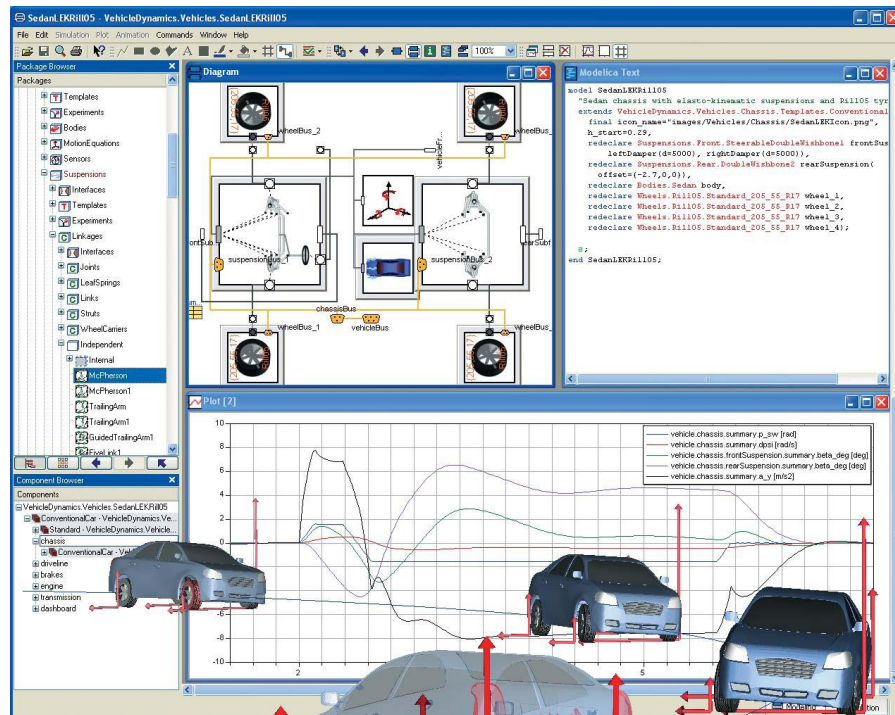 SedanLEKRill05 - VehicleDynamics.Vehicles.SedanLEKRill05
File Edit Simulation Plot Animation Commands Window Help
100%
Package Browser
Packages
Templates
Experiments
Bodies
MotionEquations
Sensors
Suspensions
Interfaces
Templates
Experiments
Linkages
Interfaces
Joints
LeafSprings
Links
Struts
WheelCarriers
Independent
Internal
McPherson
McPherson1
TrailingArm
TrailingArm1
GuidedTrailingArm1
FiveLink1
Component Browser
Components
VehicleDynamics.Vehicles.SedanLEKRill05
ConventionalCar - VehicleDynamics.Ve...
Standard - VehicleDynamics.Vehicle...
chassis
ConventionalCar - Veh
driveline
brakes
engine
transmission
dashboard
Diagram
wheelBus_2
wheelBus_
vehicleFr...
suspensionBus_1
suspensionBus_2
chassisBus
vehicleBus
wheelBus_1
wheelBus_
Modelica Text
model SedanLEKRill05
"Sedan chassis with elasto-kinematic suspensions and Rill05 tyr
extends VehicleDynamics.Vehicles.Chassis.Templates.Conventional
final icon_name="images/Vehicles/Chassis/SedanLEKIcon.png",
h_start=0.29,
redeclare Suspensions.Front.SteerableDoubleWishbone1 frontSus
leftDamper(d=5000), rightDamper(d=5000)),
redeclare Suspensions.Rear.DoubleWishbone2 rearSuspension(
offset={-2.7,0,0}),
redeclare Bodies.Sedan body,
redeclare Wheels.Rill05.Standard_205_55_R17 wheel_1,
redeclare Wheels.Rill05.Standard_205_55_R17 wheel_2,
redeclare Wheels.Rill05.Standard_205_55_R17 wheel_3,
redeclare Wheels.Rill05.Standard_205_55_R17 wheel_4);
end SedanLEKRill05;
Plot [2]
vehicle.chassis.summary.p_sw [rad]
vehicle.chassis.summary.dpsi [rad/s]
vehicle.chassis.frontSuspension.summary.beta_deg [deg]
vehicle.chassis.rearSuspension.summary.beta_deg [deg]
vehicle.chassis.summary.a_y [m/s2]
10
8
6
4
2
0
-4
-6
-8
-10
2
5
Modeling